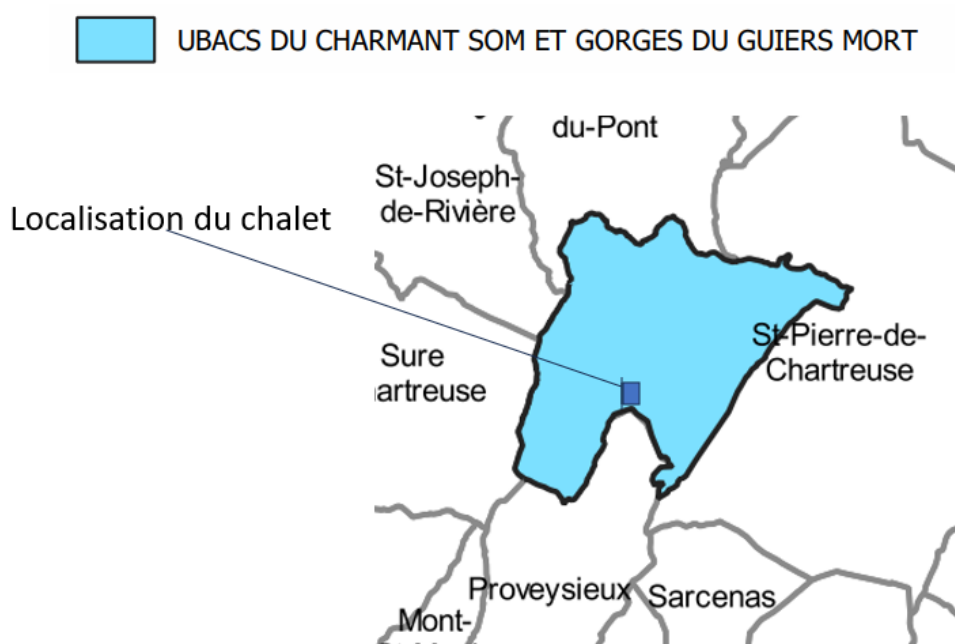 UBACS DU CHARMANT SOM ET GORGES DU GUIERS MORT
du-Pont
St-Joseph-
de-Rivière
Localisation du chalet
St-Pierre-de-
Chartreuse
Sure
artreuse
Proveysieux
Sarcenas
Mont-